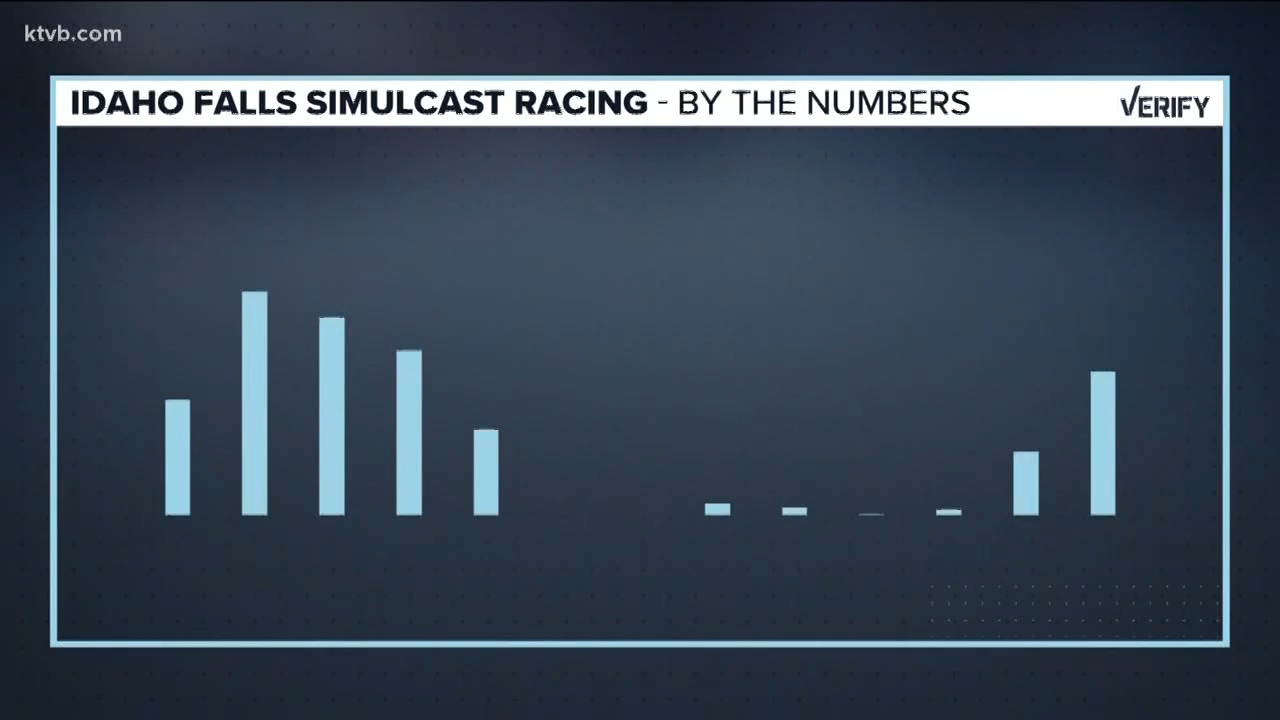 ktvb.com
IDAHO FALLS SIMULCAST RACING - BY THE NUMBERS
VERIFY